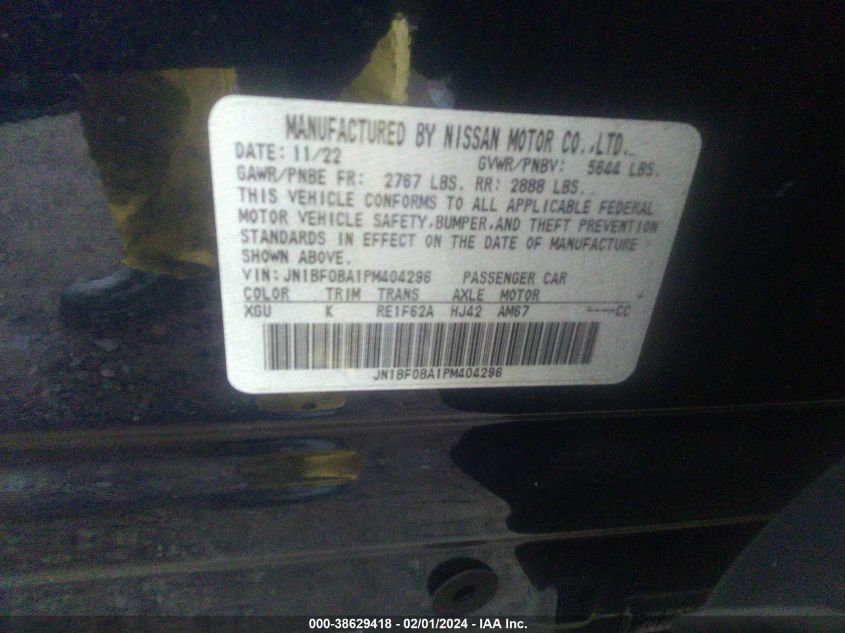 MANUFACTURED BY NISSAN MOTOR CO.,LTD.
DATE: 11/22 GVWR/PNBV: 5644 LBS.
GAWR/PNBE FR: 2767 LBS. RR: 2888 LBS.
THIS VEHICLE CONFORMS TO ALL APPLICABLE FEDERAL
MOTOR VEHICLE SAFETY,BUMPER,AND THEFT PREVENTION
STANDARDS IN EFFECT ON THE DATE OF MANUFACTURE
SHOWN ABOVE.
VIN:JN1BF0BA1PM404296 PASSENGER CAR
COLOR TRIM TRANS AXLE MOTOR
XGU K RE1F62A HJ42 AM67 ----CC
JN1BF0BA1PM404296
000-38629418 - 02/01/2024 - IAA Inc.